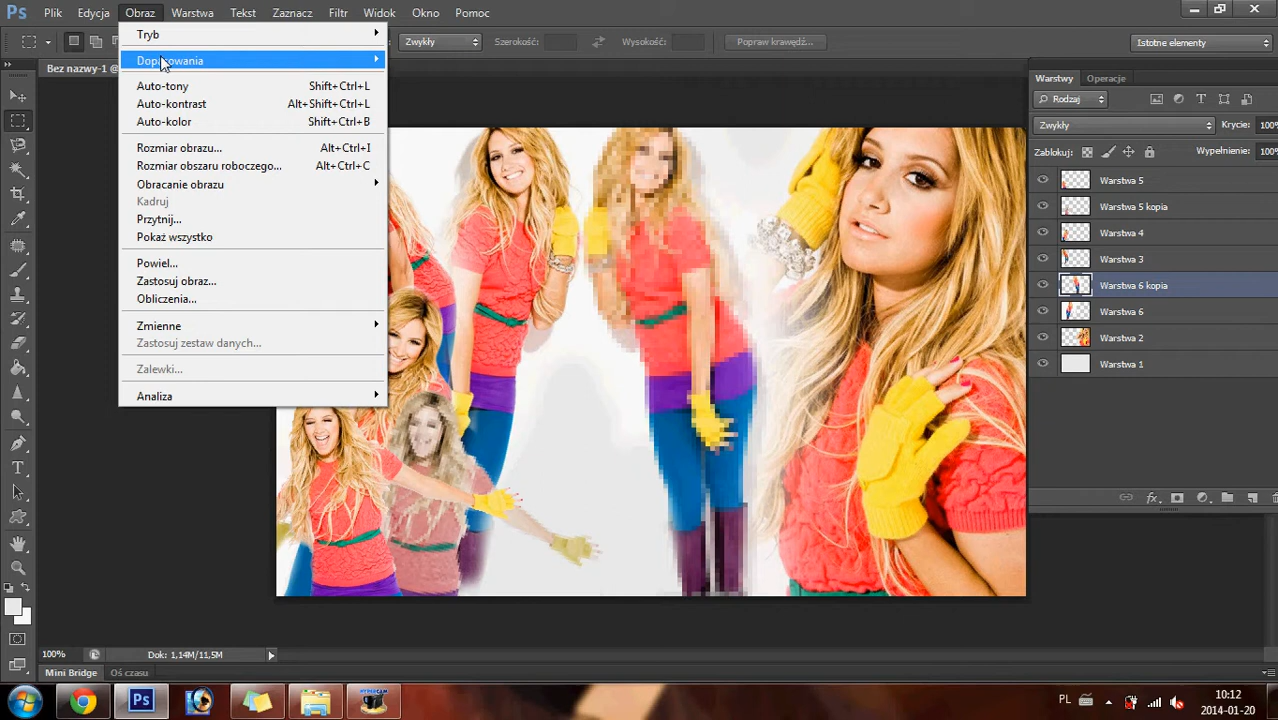 Ps Plik Edycja Obraz Warstwa Tekst Zaznacz Filtr Widok Okno Pomoc
Zwykły Szerokość: Wysokość: Popraw krawędź... Istotne elementy
Bez nazwy-1 @
Tryb
Dopasowania
Auto-tony Shift+Ctrl+L
Auto-kontrast Alt+Shift+Ctrl+L
Auto-kolor Shift+Ctrl+B
Rozmiar obrazu... Alt+Ctrl+I
Rozmiar obszaru roboczego... Alt+Ctrl+C
Obracanie obrazu
Kadruj
Przytnij...
Pokaż wszystko
Powiel...
Zastosuj obraz...
Obliczenia...
Zmienne
Zastosuj zestaw danych...
Zalewki...
Analiza
Warstwy Operacje
Rodzaj
Zwykły Krycie: 100%
Zablokuj: Wypełnienie: 100%
Warstwa 5
Warstwa 5 kopia
Warstwa 4
Warstwa 3
Warstwa 6 kopia
Warstwa 6
Warstwa 2
Warstwa 1
fx
100% Dok: 1,14M/11,5M
Mini Bridge Oś czasu
Ps PL 10:12
2014-01-20